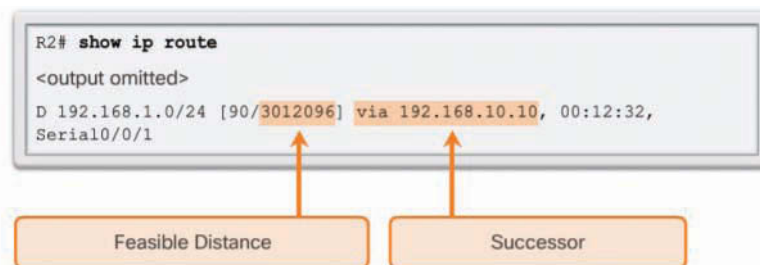 R2# show ip route
<output omitted>
D 192.168.1.0/24 [90/3012096] via 192.168.10.10, 00:12:32,
Serial0/0/1
Feasible Distance
Successor